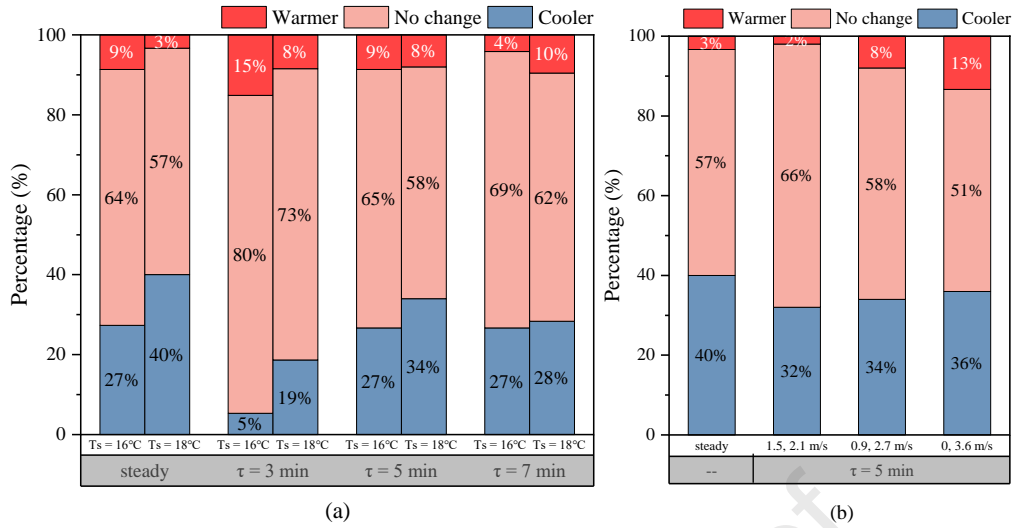 Warmer No change Cooler
Percentage (%)
100
80
60
40
20
0
9% 3% 15% 8% 9% 8% 4% 10%
64% 57% 80% 73% 65% 58% 69% 62%
27% 40% 5% 19% 27% 34% 27% 28%
Ts = 16℃ Ts = 18℃ Ts = 16℃ Ts = 18℃ Ts = 16℃ Ts = 18℃ Ts = 16℃ Ts = 18℃
steady τ = 3 min τ = 5 min τ = 7 min
(a)
Warmer No change Cooler
Percentage (%)
100
80
60
40
20
0
3% 2% 8% 13%
57% 66% 58% 51%
40% 32% 34% 36%
steady 1.5, 2.1 m/s 0.9, 2.7 m/s 0, 3.6 m/s
-- τ = 5 min
(b)